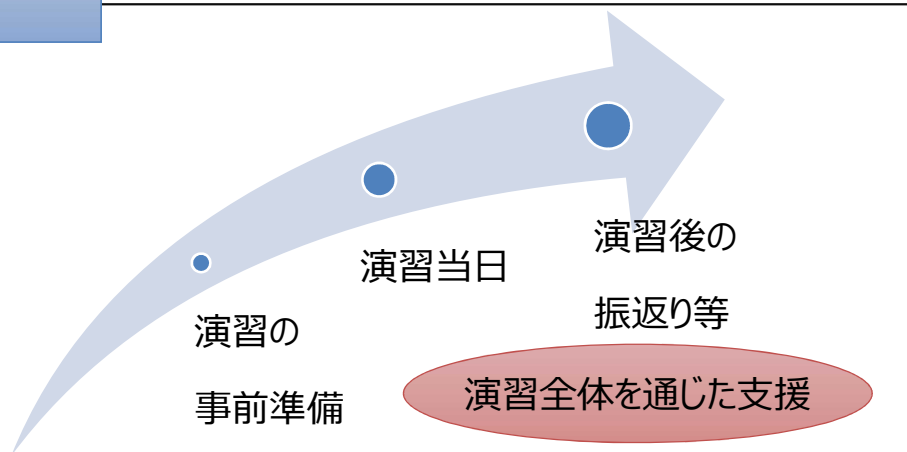 演習の
事前準備
演習当日
演習後の
振返り等
演習全体を通じた支援